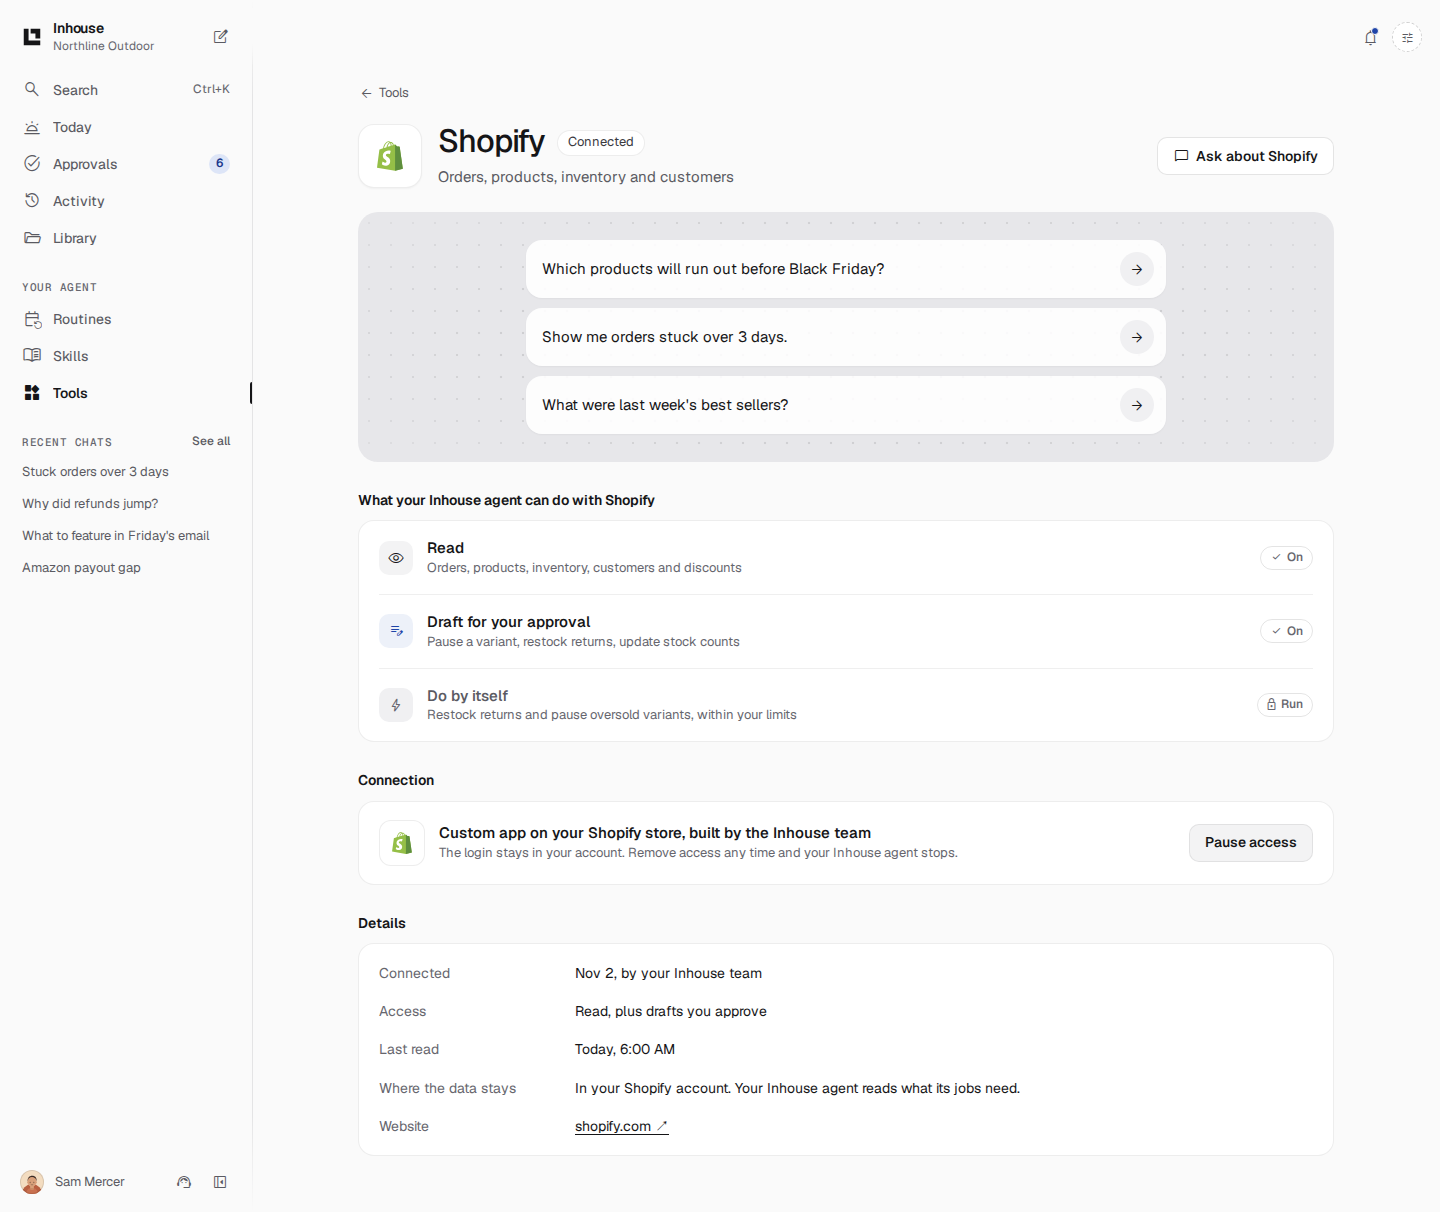 Inhouse
Northline Outdoor
Search Ctrl+K
Today
Approvals 6
Activity
Library
YOUR AGENT
Routines
Skills
Tools
RECENT CHATS See all
Stuck orders over 3 days
Why did refunds jump?
What to feature in Friday's email
Amazon payout gap
Sam Mercer
← Tools
Shopify Connected
Orders, products, inventory and customers
Ask about Shopify
Which products will run out before Black Friday?
Show me orders stuck over 3 days.
What were last week's best sellers?
What your Inhouse agent can do with Shopify
Read
Orders, products, inventory, customers and discounts
On
Draft for your approval
Pause a variant, restock returns, update stock counts
On
Do by itself
Restock returns and pause oversold variants, within your limits
Run
Connection
Custom app on your Shopify store, built by the Inhouse team
The login stays in your account. Remove access any time and your Inhouse agent stops.
Pause access
Details
Connected Nov 2, by your Inhouse team
Access Read, plus drafts you approve
Last read Today, 6:00 AM
Where the data stays In your Shopify account. Your Inhouse agent reads what its jobs need.
Website shopify.com ↗